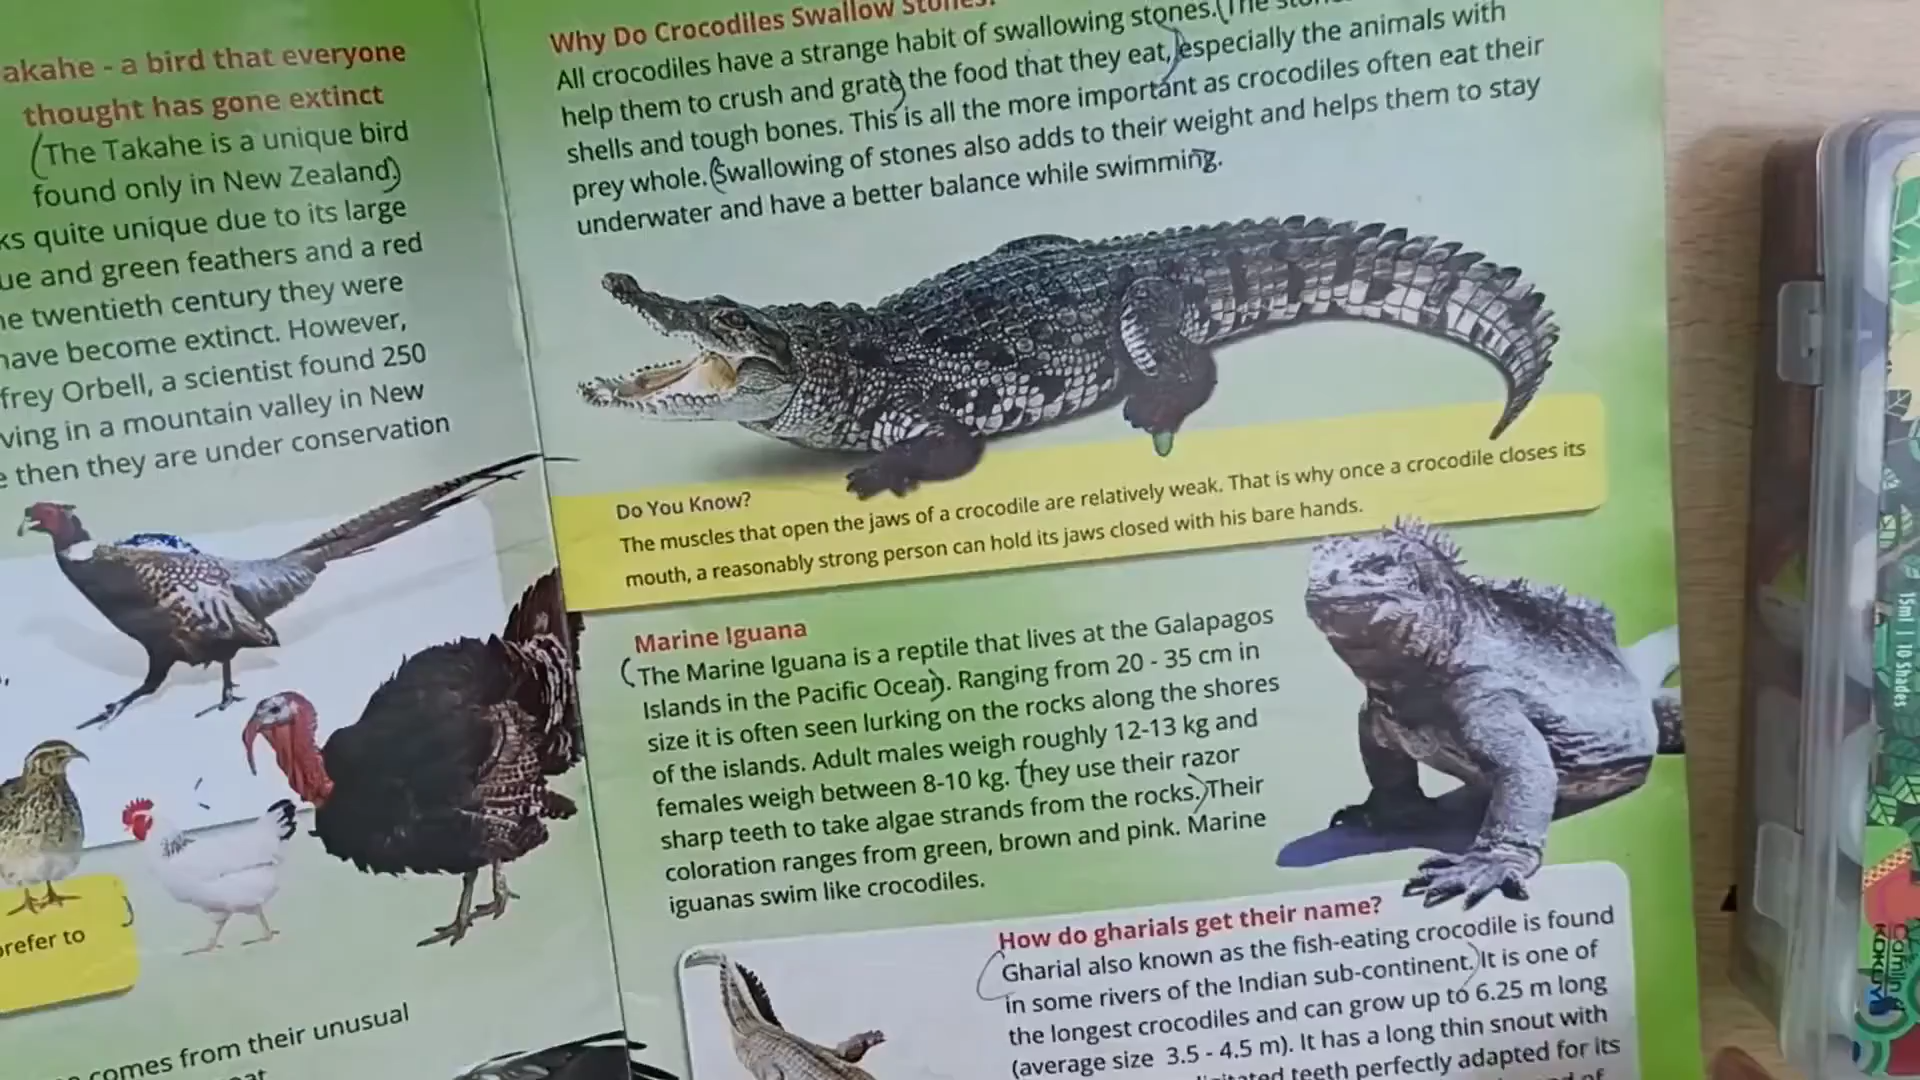 akahe - a bird that everyone
thought has gone extinct
(The Takahe is a unique bird
found only in New Zealand.)
ks quite unique due to its large
ue and green feathers and a red
he twentieth century they were
have become extinct. However,
frey Orbell, a scientist found 250
ving in a mountain valley in New
e then they are under conservation
prefer to
comes from their unusual
Why Do Crocodiles Swallow Stones?
All crocodiles have a strange habit of swallowing stones. (The
help them to crush and grate the food that they eat,) especially the animals with
shells and tough bones. This is all the more important as crocodiles often eat their
prey whole. (Swallowing of stones also adds to their weight and helps them to stay
underwater and have a better balance while swimming.
Do You Know?
The muscles that open the jaws of a crocodile are relatively weak. That is why once a crocodile closes its
mouth, a reasonably strong person can hold its jaws closed with his bare hands.
Marine Iguana
(The Marine Iguana is a reptile that lives at the Galapagos
Islands in the Pacific Ocean). Ranging from 20 - 35 cm in
size it is often seen lurking on the rocks along the shores
of the islands. Adult males weigh roughly 12-13 kg and
females weigh between 8-10 kg. (They use their razor
sharp teeth to take algae strands from the rocks.) Their
coloration ranges from green, brown and pink. Marine
iguanas swim like crocodiles.
How do gharials get their name?
(Gharial also known as the fish-eating crocodile is found
in some rivers of the Indian sub-continent.) It is one of
the longest crocodiles and can grow up to 6.25 m long
(average size 3.5 - 4.5 m). It has a long thin snout with
teeth perfectly adapted for its
15ml | 10 Shades
Camlin
KOKUYO